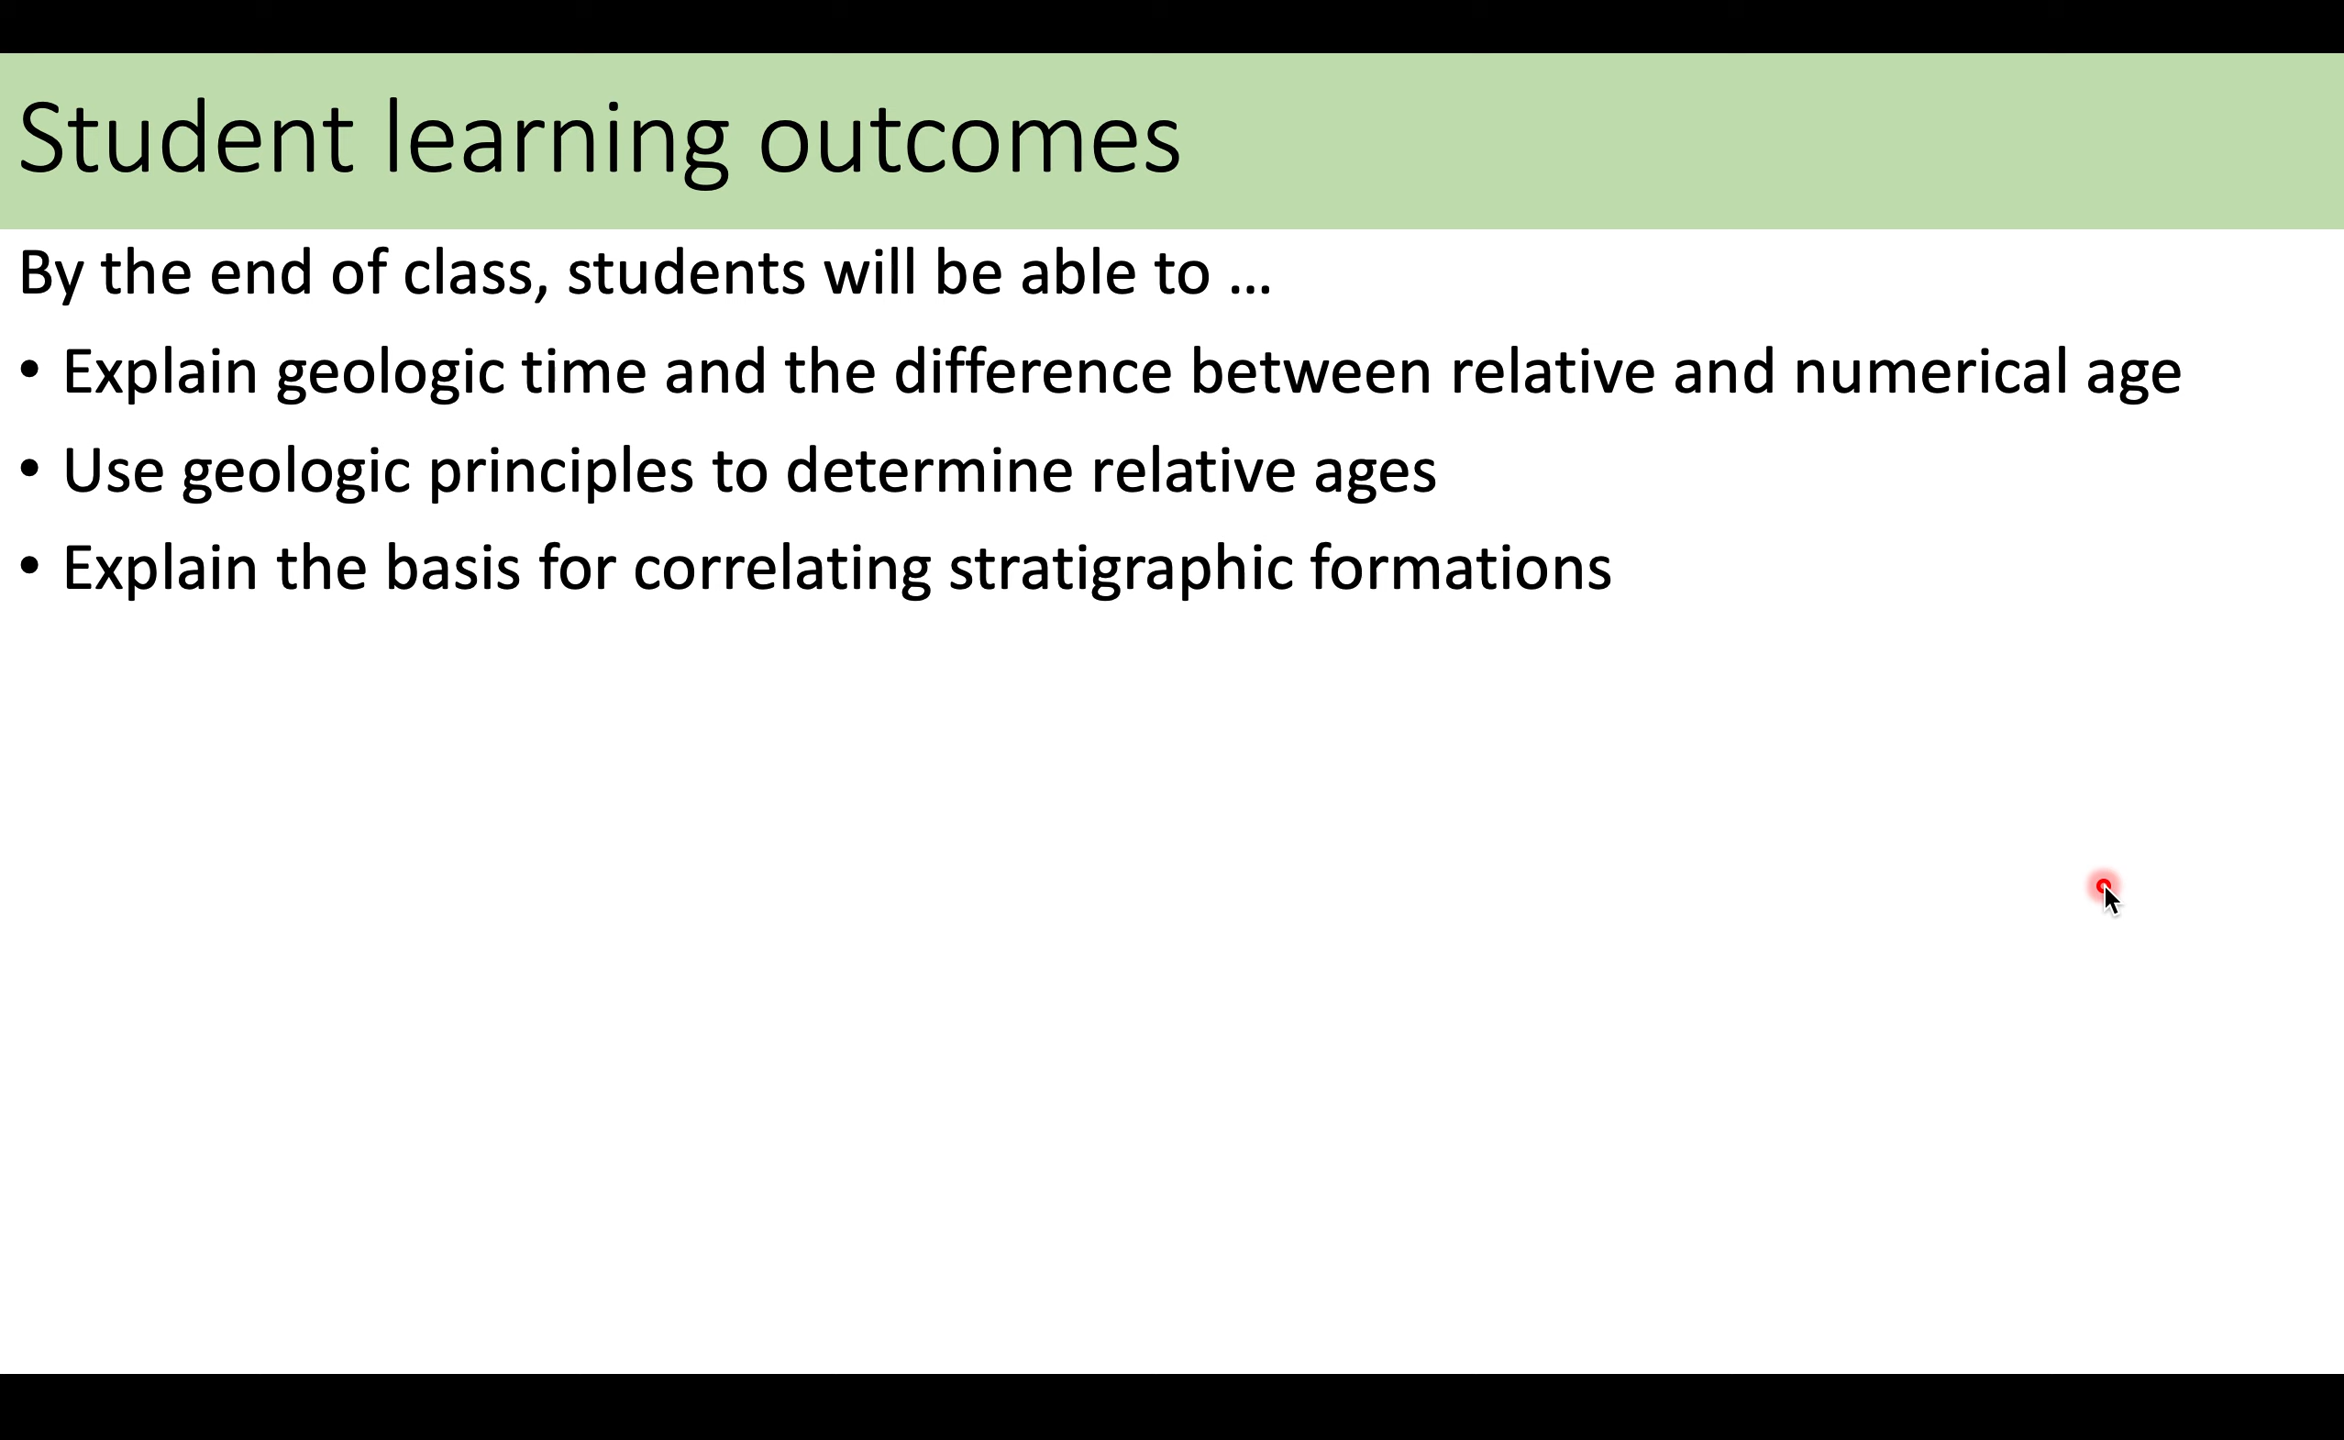 Student learning outcomes
By the end of class, students will be able to ...
• Explain geologic time and the difference between relative and numerical age
• Use geologic principles to determine relative ages
• Explain the basis for correlating stratigraphic formations